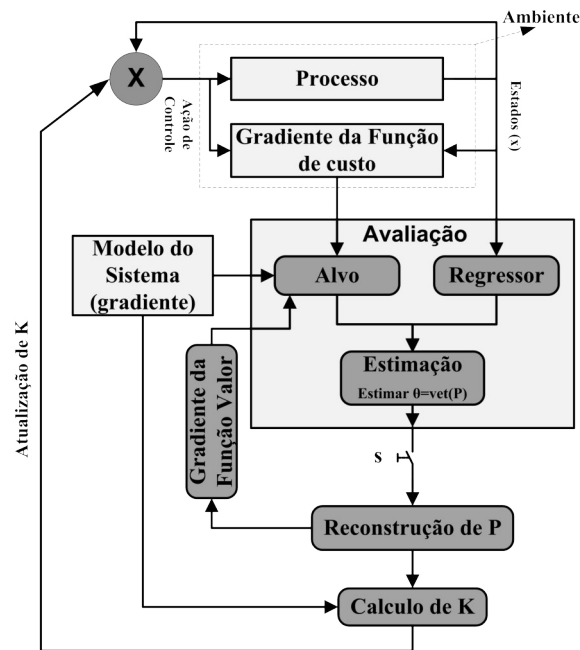 Ambiente
X
Processo
Ação de
Controle
Estados (x)
Gradiente da Função
de custo
Avaliação
Modelo do
Sistema
(gradiente)
Alvo
Regressor
Atualização de K
Gradiente da
Função Valor
Estimação
Estimar θ=vet(P)
S
Reconstrução de P
Calculo de K